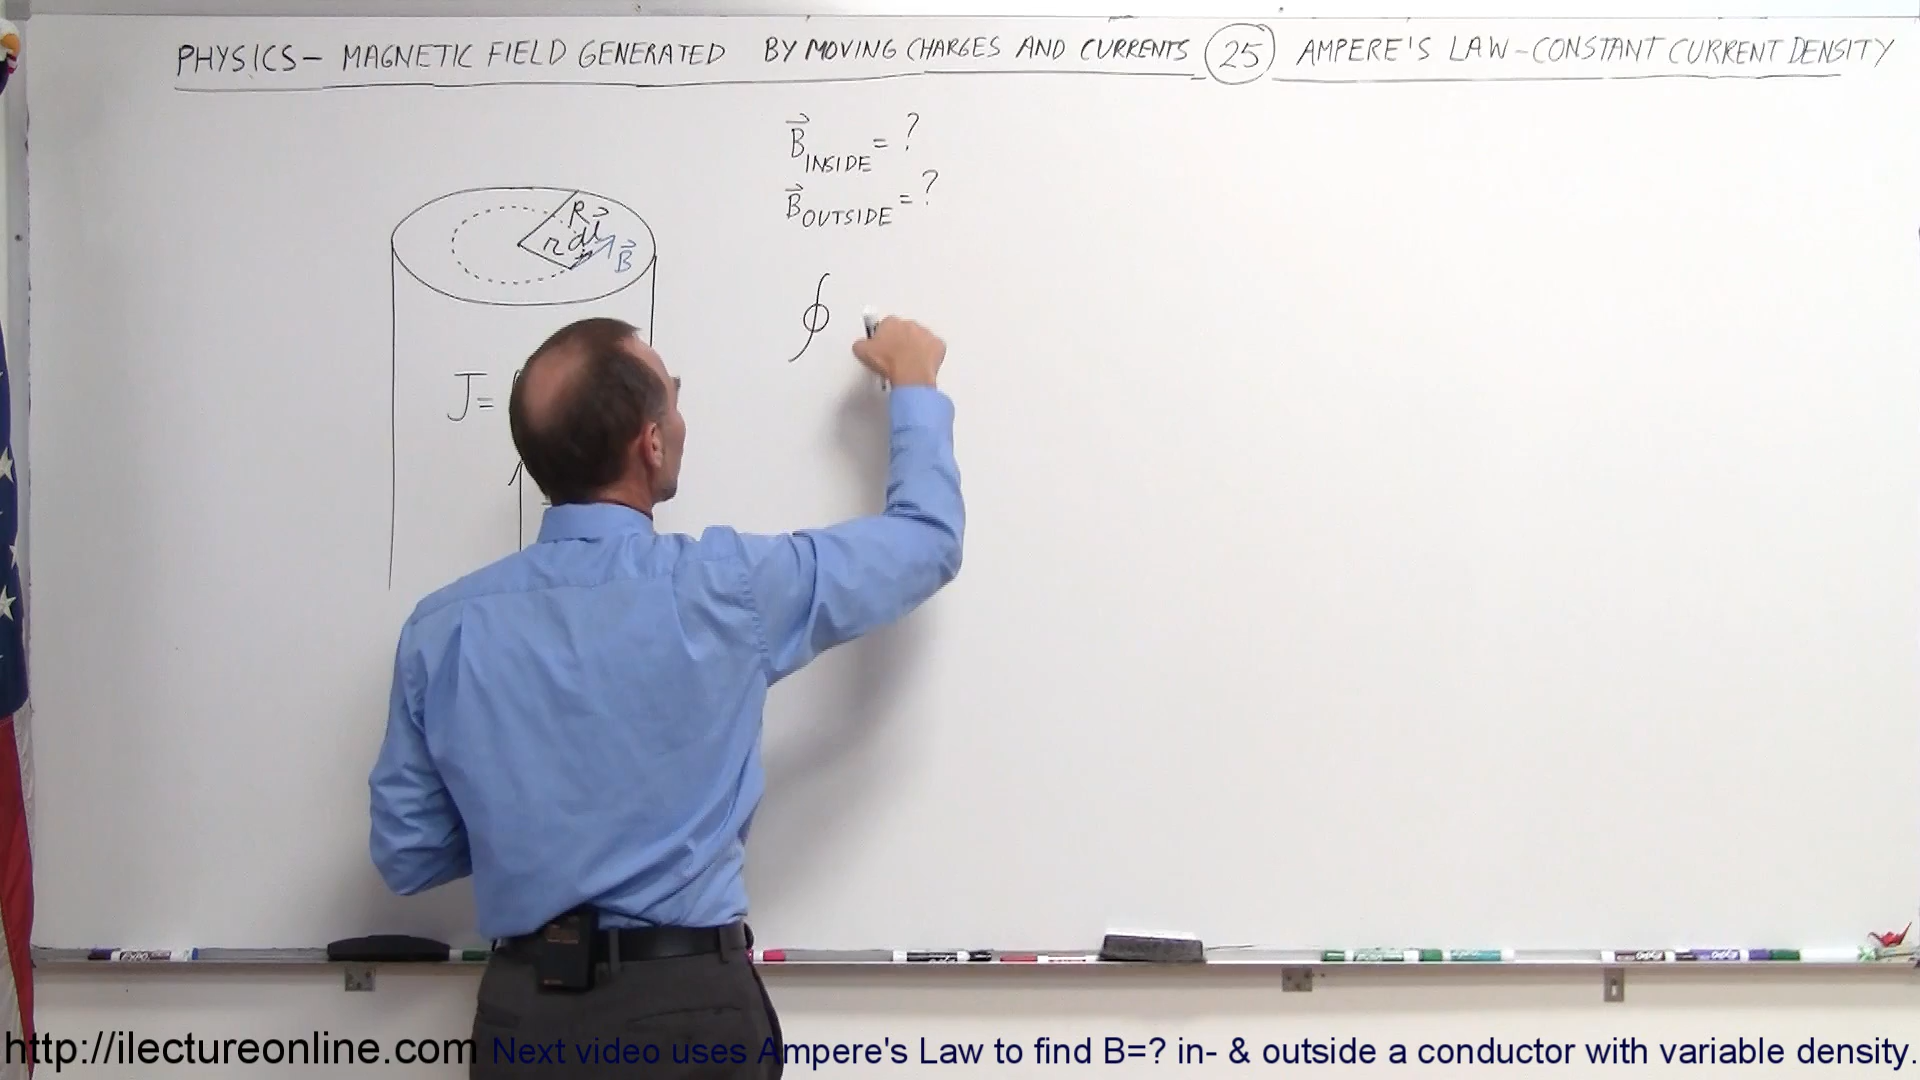 PHYSICS - MAGNETIC FIELD GENERATED BY MOVING CHARGES AND CURRENTS 25 AMPERE'S LAW - CONSTANT CURRENT DENSITY
B⃗ INSIDE = ?
B⃗ OUTSIDE = ?
R
r dl⃗
B⃗
∮
J =
http://ilectureonline.com Next video uses Ampere's Law to find B=? in- & outside a conductor with variable density.